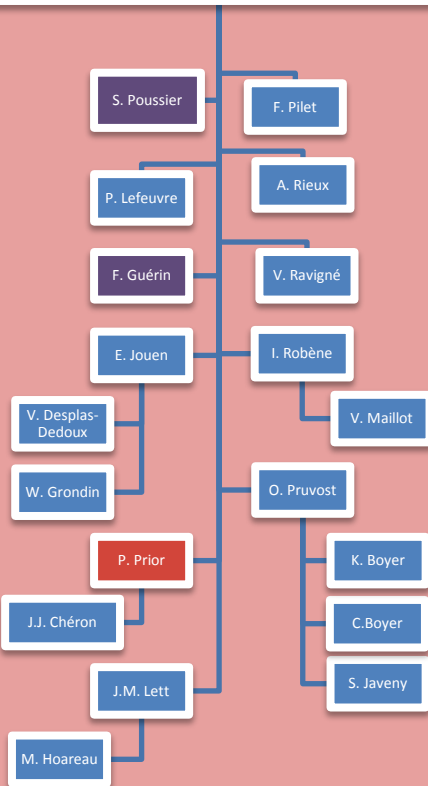 S. Poussier
F. Pilet
P. Lefeuvre
A. Rieux
F. Guérin
V. Ravigné
E. Jouen
I. Robène
V. Desplas-
Dedoux
V. Maillot
W. Grondin
O. Pruvost
P. Prior
K. Boyer
J.J. Chéron
C.Boyer
J.M. Lett
S. Javeny
M. Hoareau